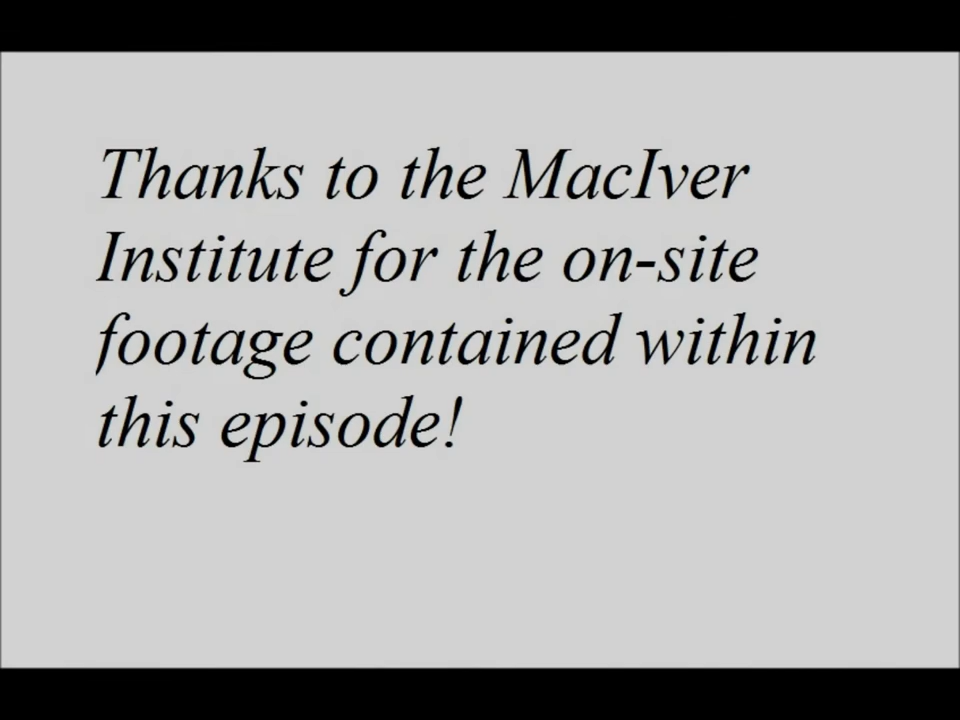 Thanks to the MacIver
Institute for the on-site
footage contained within
this episode!